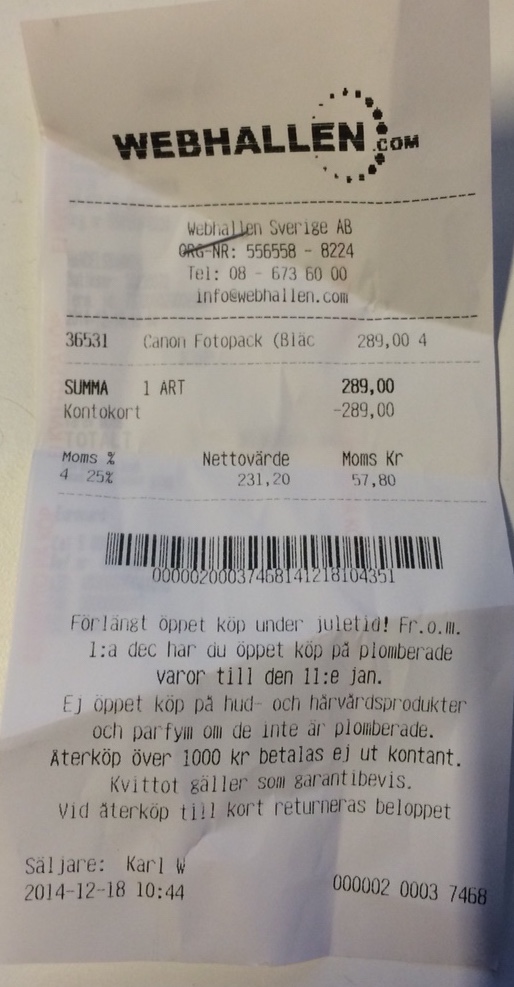 WEBHALLEN.COM
Webhallen Sverige AB
ORG-NR: 556558 - 8224
Tel: 08 - 673 60 00
info@webhallen.com
36531 Canon Fotopack (Bläc 289,00 4
SUMMA 1 ART 289,00
Kontokort -289,00
Moms % Nettovärde Moms Kr
4 25% 231,20 57,80
00000200037468141218104351
Förlängt öppet köp under juletid! Fr.o.m.
1:a dec har du öppet köp på plomberade
varor till den 11:e jan.
Ej öppet köp på hud- och hårvårdsprodukter
och parfym om de inte är plomberade.
Återköp över 1000 kr betalas ej ut kontant.
Kvittot gäller som garantibevis.
Vid återköp till kort returneras beloppet
Säljare: Karl W
2014-12-18 10:44 000002 0003 7468